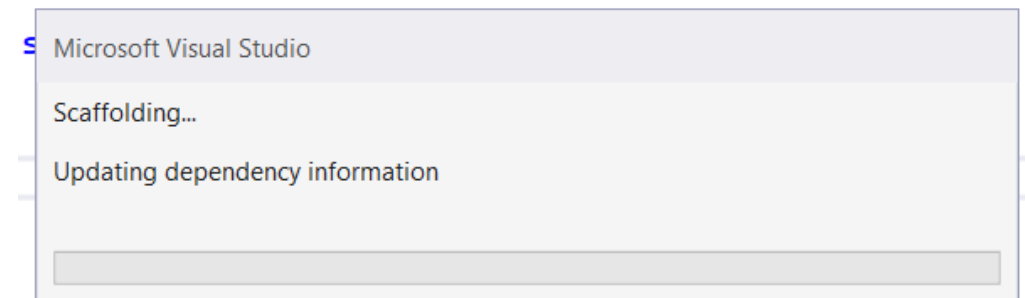 Microsoft Visual Studio
Scaffolding...
Updating dependency information